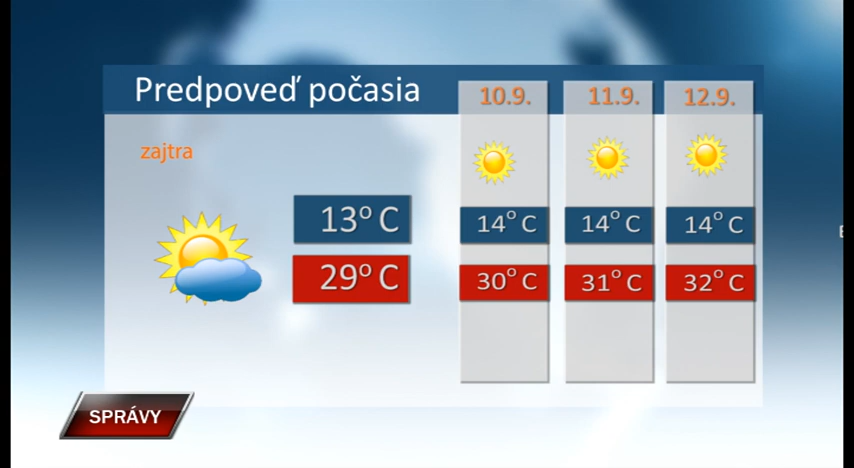 Predpoveď počasia
zajtra
13° C
29° C
10.9.
14° C
30° C
11.9.
14° C
31° C
12.9.
14° C
32° C
SPRÁVY